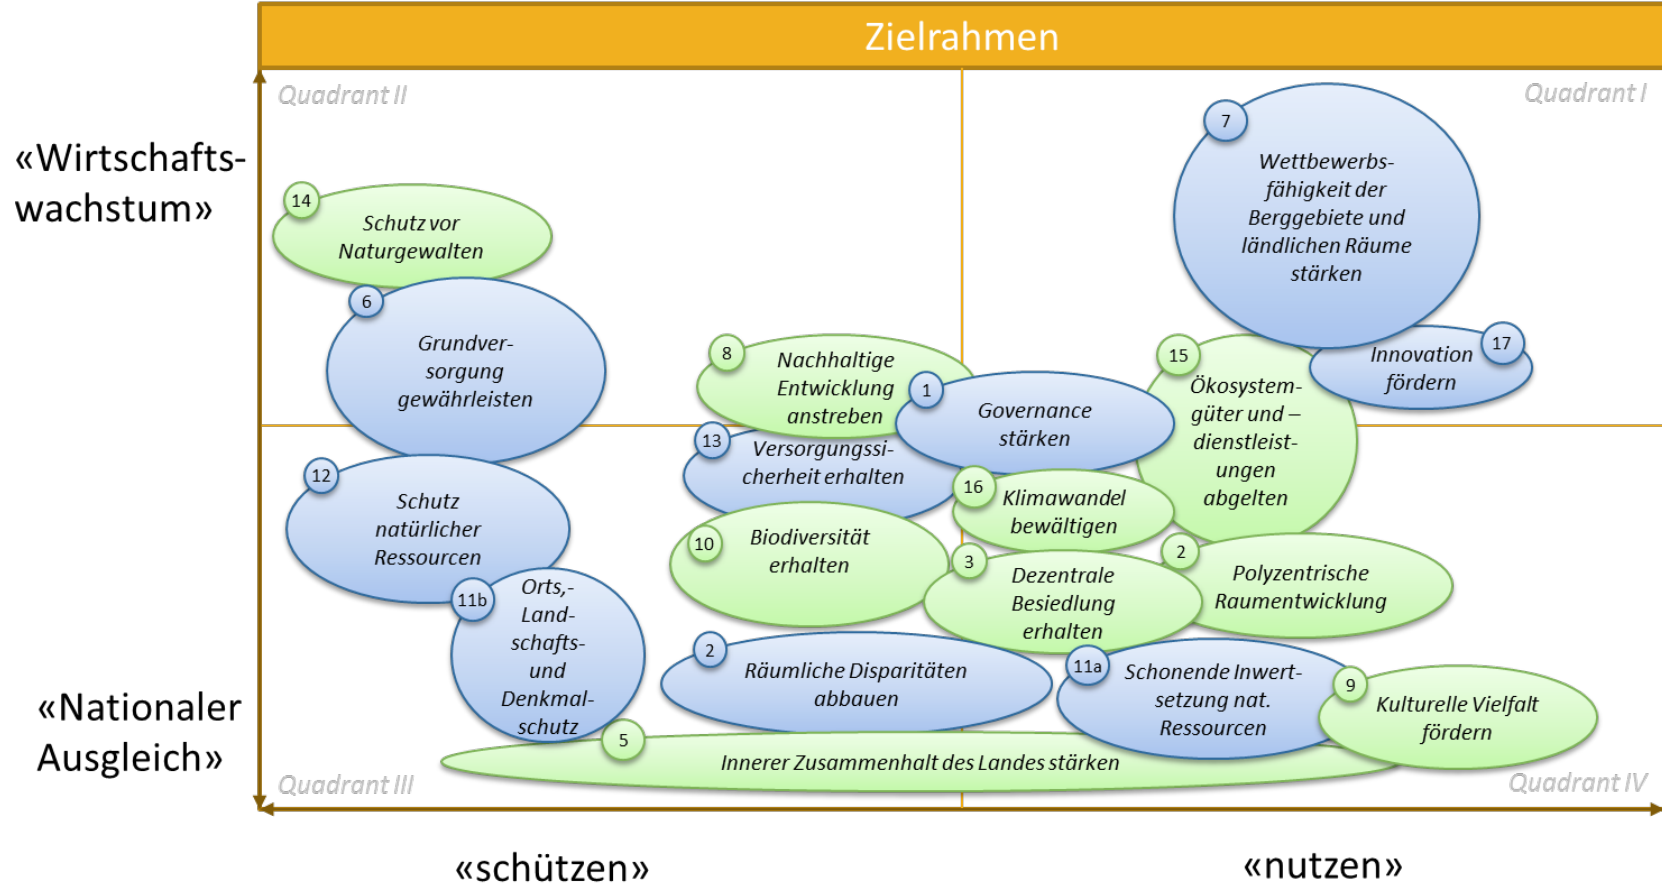 Zielrahmen
Quadrant II
Quadrant I
«Wirtschafts-
wachstum»
7
Wettbewerbs-
fähigkeit der
Berggebiete und
ländlichen Räume
stärken
14
Schutz vor
Naturgewalten
6
Grundver-
sorgung
gewährleisten
8
Nachhaltige
Entwicklung
anstreben
1
Governance
stärken
15
Ökosystem-
güter und –
dienstleist-
ungen
abgelten
17
Innovation
fördern
13
Versorgungssi-
cherheit erhalten
12
Schutz
natürlicher
Ressourcen
16
Klimawandel
bewältigen
10
Biodiversität
erhalten
3
Dezentrale
Besiedlung
erhalten
2
Polyzentrische
Raumentwicklung
11b
Orts,-
Land-
schafts-
und
Denkmal-
schutz
2
Räumliche Disparitäten
abbauen
11a
Schonende Inwert-
setzung nat.
Ressourcen
9
Kulturelle Vielfalt
fördern
5
Innerer Zusammenhalt des Landes stärken
«Nationaler
Ausgleich»
Quadrant III
Quadrant IV
«schützen»
«nutzen»